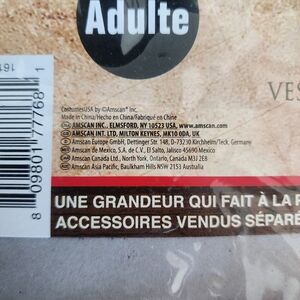 Adulte
VES
CostumesUSA by ©Amscan® Inc.
Made in China/Hecho en China/Fabriqué en Chine
AMSCAN INC., ELMSFORD, NY 10523 USA, www.amscan.com
AMSCAN INT. LTD, MILTON KEYNES, MK10 0DA, UK
Amscan Europe GmbH, Dettinger Str. 148, D-73230 Kirchheim/Teck, Germany
Amscan de Mexico, S.A. de C.V. El Salto, Jalisco 45690 Mexico
Amscan Canada Ltd., North York, Ontario, Canada M3J 2E8
Amscan Asia Pacific, Baulkham Hills NSW 2153 Australia
8 09801 77768 1
UNE GRANDEUR QUI FAIT À LA P
ACCESSOIRES VENDUS SÉPARÉ